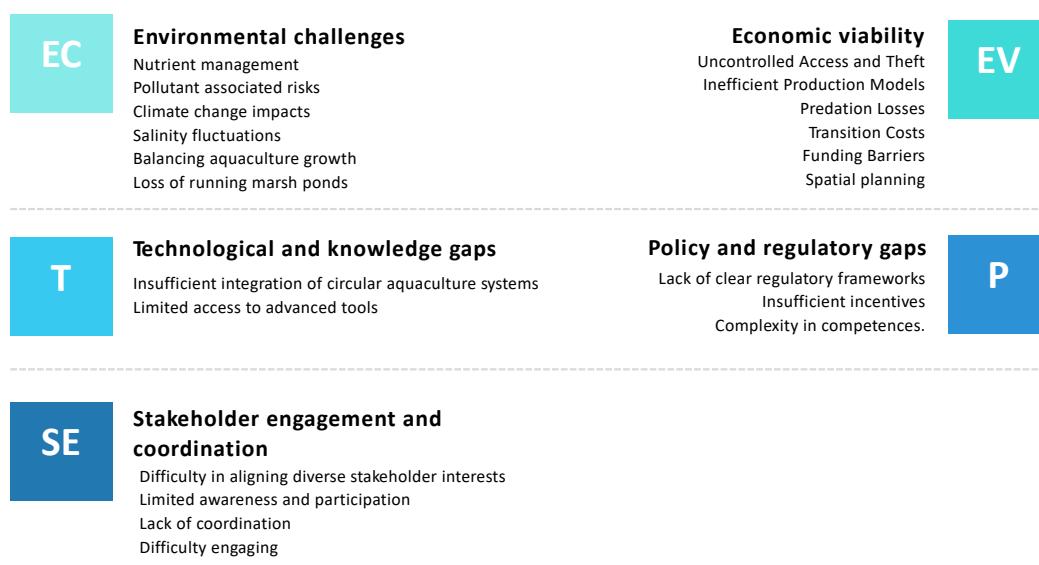 EC
Environmental challenges
Nutrient management
Pollutant associated risks
Climate change impacts
Salinity fluctuations
Balancing aquaculture growth
Loss of running marsh ponds
Economic viability
Uncontrolled Access and Theft
Inefficient Production Models
Predation Losses
Transition Costs
Funding Barriers
Spatial planning
EV
T
Technological and knowledge gaps
Insufficient integration of circular aquaculture systems
Limited access to advanced tools
Policy and regulatory gaps
Lack of clear regulatory frameworks
Insufficient incentives
Complexity in competences.
P
SE
Stakeholder engagement and
coordination
Difficulty in aligning diverse stakeholder interests
Limited awareness and participation
Lack of coordination
Difficulty engaging